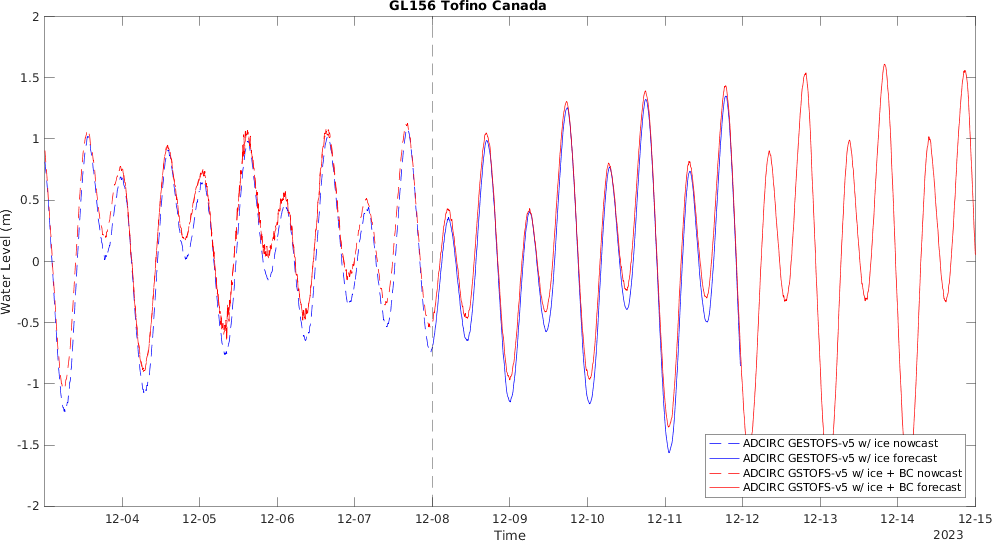 GL156 Tofino Canada
2
1.5
1
0.5
0
-0.5
-1
-1.5
-2
Water Level (m)
ADCIRC GESTOFS-v5 w/ ice nowcast
ADCIRC GESTOFS-v5 w/ ice forecast
ADCIRC GSTOFS-v5 w/ ice + BC nowcast
ADCIRC GSTOFS-v5 w/ ice + BC forecast
12-04 12-05 12-06 12-07 12-08 12-09 12-10 12-11 12-12 12-13 12-14 12-15
Time
2023